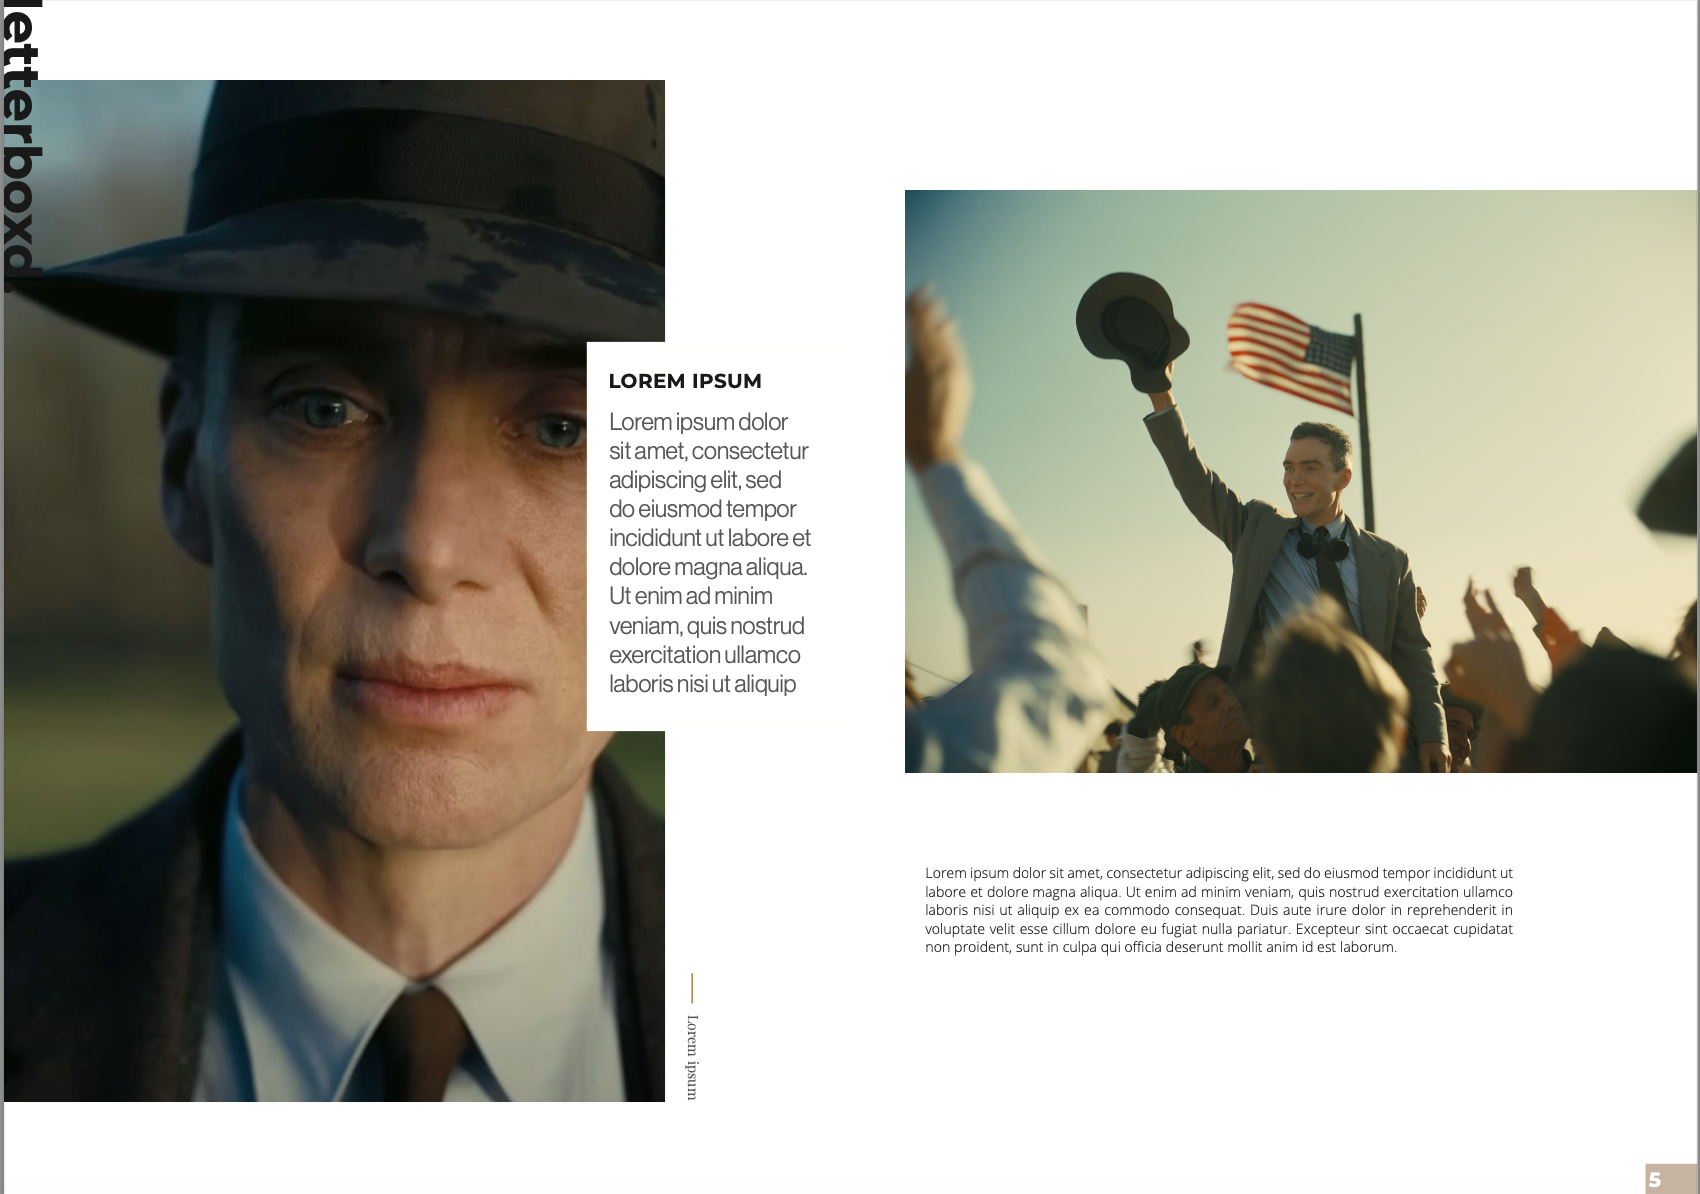 letterboxd.
LOREM IPSUM
Lorem ipsum dolor
sit amet, consectetur
adipiscing elit, sed
do eiusmod tempor
incididunt ut labore et
dolore magna aliqua.
Ut enim ad minim
veniam, quis nostrud
exercitation ullamco
laboris nisi ut aliquip
Lorem ipsum
Lorem ipsum dolor sit amet, consectetur adipiscing elit, sed do eiusmod tempor incididunt ut
labore et dolore magna aliqua. Ut enim ad minim veniam, quis nostrud exercitation ullamco
laboris nisi ut aliquip ex ea commodo consequat. Duis aute irure dolor in reprehenderit in
voluptate velit esse cillum dolore eu fugiat nulla pariatur. Excepteur sint occaecat cupidatat
non proident, sunt in culpa qui officia deserunt mollit anim id est laborum.
5